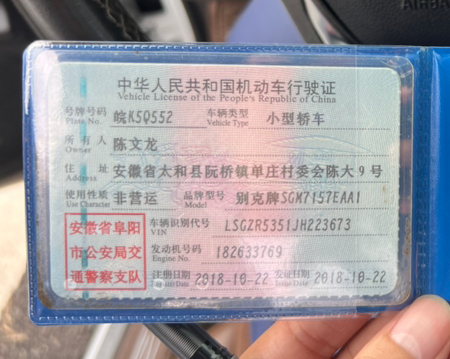 中华人民共和国机动车行驶证
Vehicle License of the People's Republic of China
号牌号码 皖K5Q552 车辆类型 小型轿车
Plate No. Vehicle Type
所有人 陈文龙
Owner
住址 安徽省太和县阮桥镇单庄村委会陈大9号
Address
使用性质 非营运 品牌型号 别克牌SGM7157EAA1
Use Character Model
安徽省阜阳
市公安局交
通警察支队
车辆识别代号 LSGZR5351JH223673
VIN
发动机号码 182633769
Engine No.
注册日期 2018-10-22 发证日期 2018-10-22